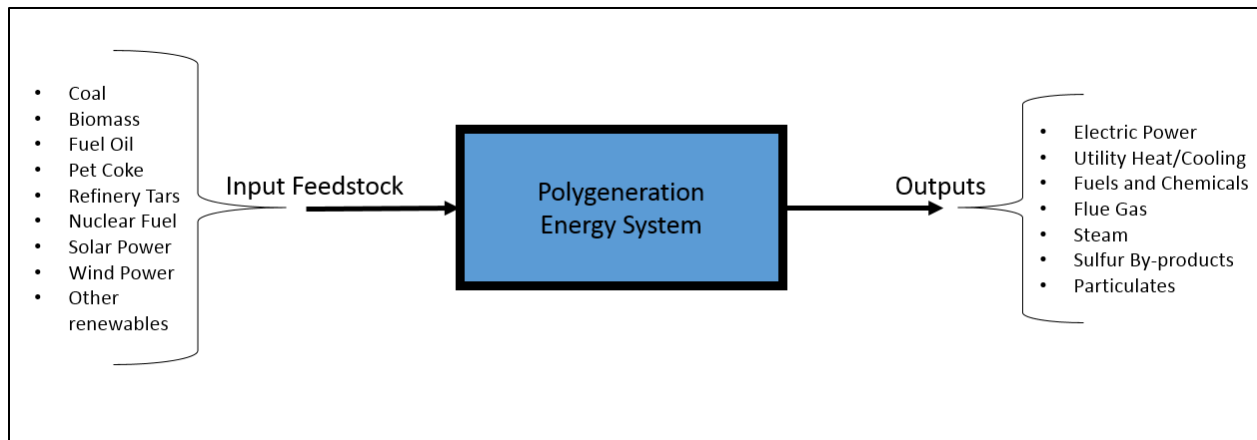 • Coal
• Biomass
• Fuel Oil
• Pet Coke
• Refinery Tars
• Nuclear Fuel
• Solar Power
• Wind Power
• Other
renewables
Input Feedstock
Polygeneration
Energy System
Outputs
• Electric Power
• Utility Heat/Cooling
• Fuels and Chemicals
• Flue Gas
• Steam
• Sulfur By-products
• Particulates